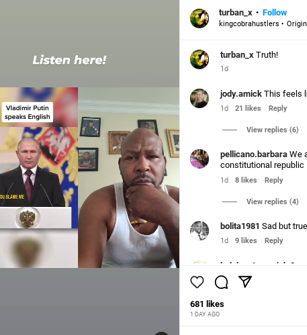 Listen here!
Vladimir Putin
speaks English
turban_x • Follow
kingcobrahustlers • Origin
turban_x Truth!
1d
jody.amick This feels l
1d 21 likes Reply
View replies (6)
pellicano.barbara We a
constitutional republic
1d 8 likes Reply
View replies (4)
bolita1981 Sad but true
1d 9 likes Reply
681 likes
1 DAY AGO